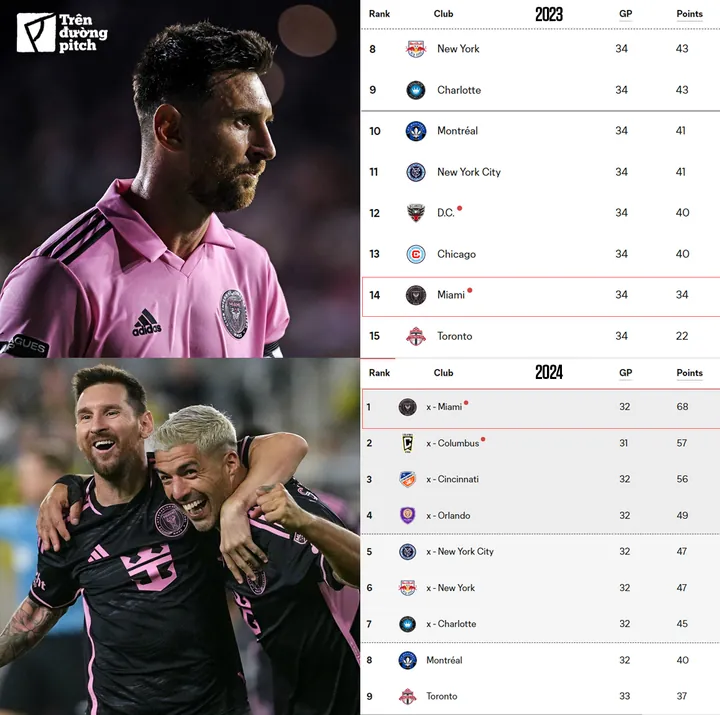 Trên
đường
pitch
Rank Club 2023 GP Points
8 New York 34 43
9 Charlotte 34 43
10 Montréal 34 41
11 New York City 34 41
12 D.C. 34 40
13 Chicago 34 40
14 Miami 34 34
15 Toronto 34 22
adidas
AGUES
Rank Club 2024 GP Points
1 x - Miami 32 68
2 x - Columbus 31 57
3 x - Cincinnati 32 56
4 x - Orlando 32 49
5 x - New York City 32 47
6 x - New York 32 47
7 x - Charlotte 32 45
8 Montréal 32 40
9 Toronto 33 37